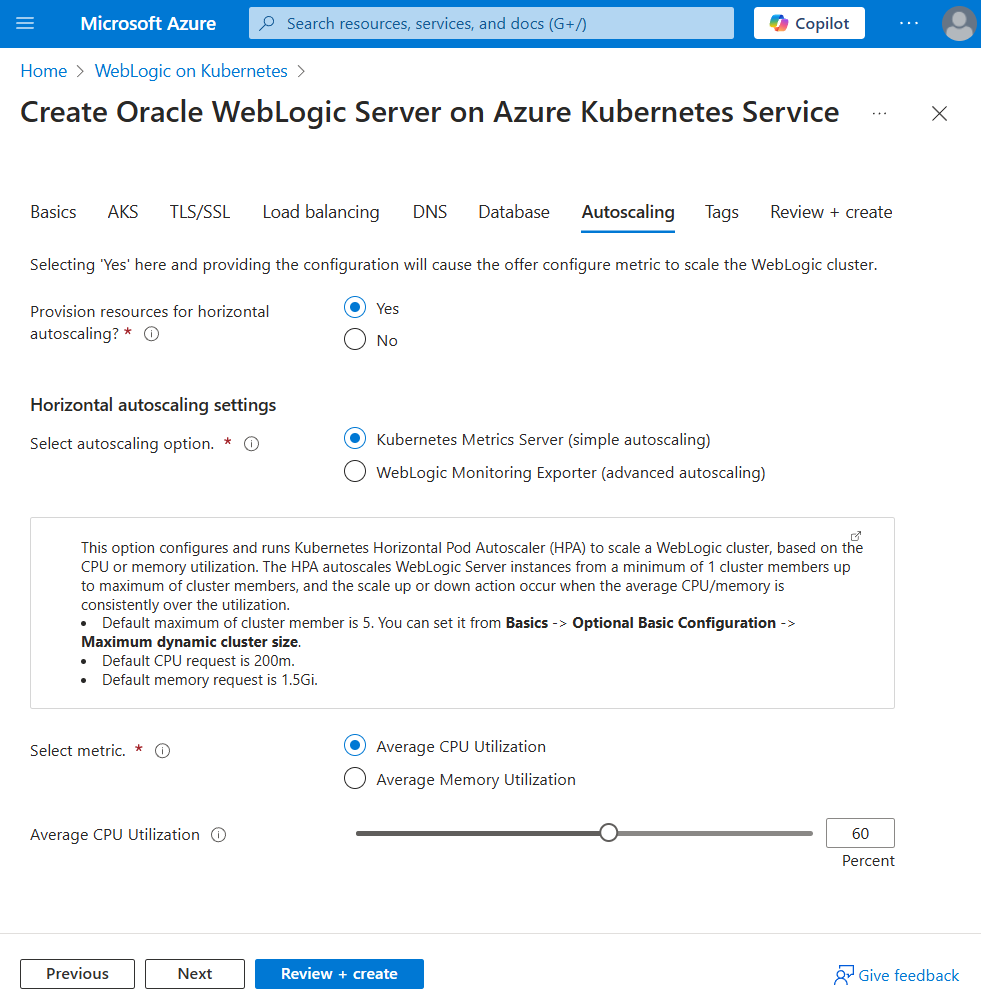 Microsoft Azure
Search resources, services, and docs (G+/)
Copilot
Home > WebLogic on Kubernetes >
Create Oracle WebLogic Server on Azure Kubernetes Service
Basics AKS TLS/SSL Load balancing DNS Database Autoscaling Tags Review + create
Selecting 'Yes' here and providing the configuration will cause the offer configure metric to scale the WebLogic cluster.
Provision resources for horizontal
autoscaling? *
Yes
No
Horizontal autoscaling settings
Select autoscaling option. *
Kubernetes Metrics Server (simple autoscaling)
WebLogic Monitoring Exporter (advanced autoscaling)
This option configures and runs Kubernetes Horizontal Pod Autoscaler (HPA) to scale a WebLogic cluster, based on the
CPU or memory utilization. The HPA autoscales WebLogic Server instances from a minimum of 1 cluster members up
to maximum of cluster members, and the scale up or down action occur when the average CPU/memory is
consistently over the utilization.
• Default maximum of cluster member is 5. You can set it from Basics -> Optional Basic Configuration ->
Maximum dynamic cluster size.
• Default CPU request is 200m.
• Default memory request is 1.5Gi.
Select metric. *
Average CPU Utilization
Average Memory Utilization
Average CPU Utilization
60
Percent
Previous
Next
Review + create
Give feedback